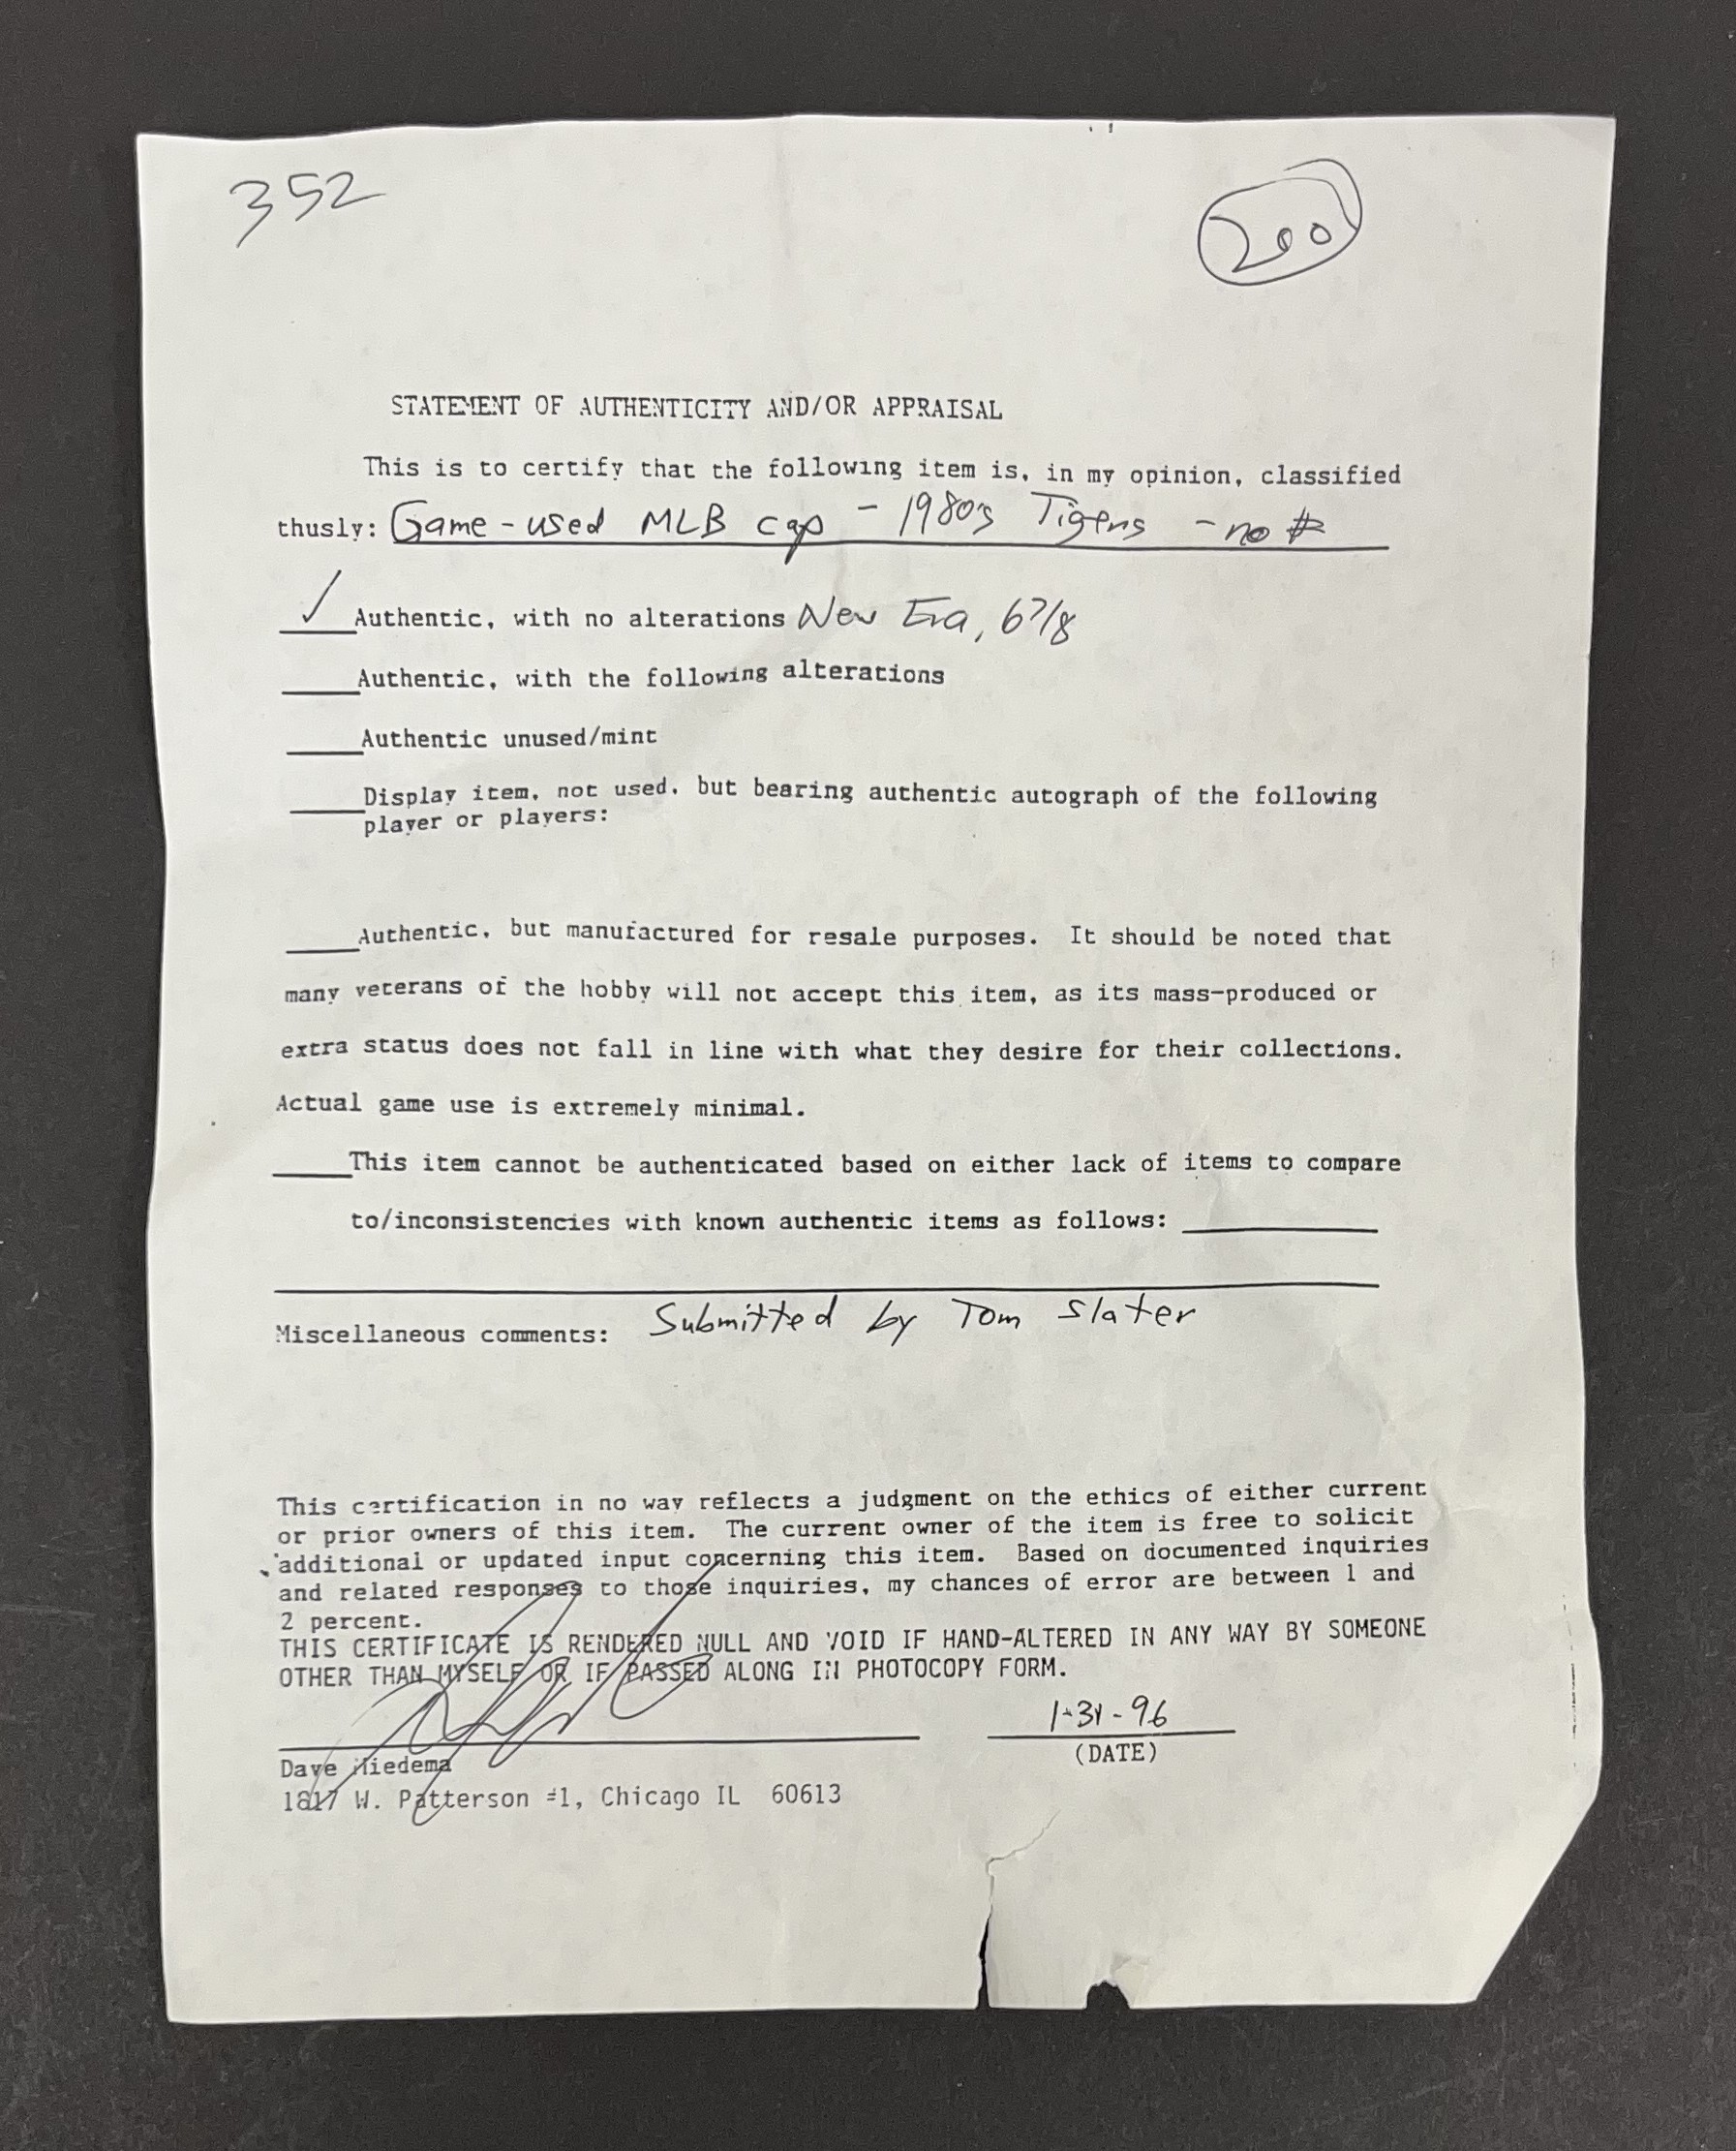 352
200
STATEMENT OF AUTHENTICITY AND/OR APPRAISAL
This is to certify that the following item is, in my opinion, classified
thusly: Game-used MLB cap - 1980's Tigers - no #
✓ Authentic, with no alterations New Era, 6 7/8
Authentic, with the following alterations
Authentic unused/mint
Display item, not used, but bearing authentic autograph of the following
player or players:
Authentic, but manufactured for resale purposes. It should be noted that
many veterans of the hobby will not accept this item, as its mass-produced or
extra status does not fall in line with what they desire for their collections.
Actual game use is extremely minimal.
This item cannot be authenticated based on either lack of items to compare
to/inconsistencies with known authentic items as follows:
Miscellaneous comments: Submitted by Tom Slater
This certification in no way reflects a judgment on the ethics of either current
or prior owners of this item. The current owner of the item is free to solicit
additional or updated input concerning this item. Based on documented inquiries
and related responses to those inquiries, my chances of error are between 1 and
2 percent.
THIS CERTIFICATE IS RENDERED NULL AND VOID IF HAND-ALTERED IN ANY WAY BY SOMEONE
OTHER THAN MYSELF OR IF PASSED ALONG IN PHOTOCOPY FORM.
1-31-96
Dave Miedema (DATE)
1817 W. Patterson #1, Chicago IL 60613